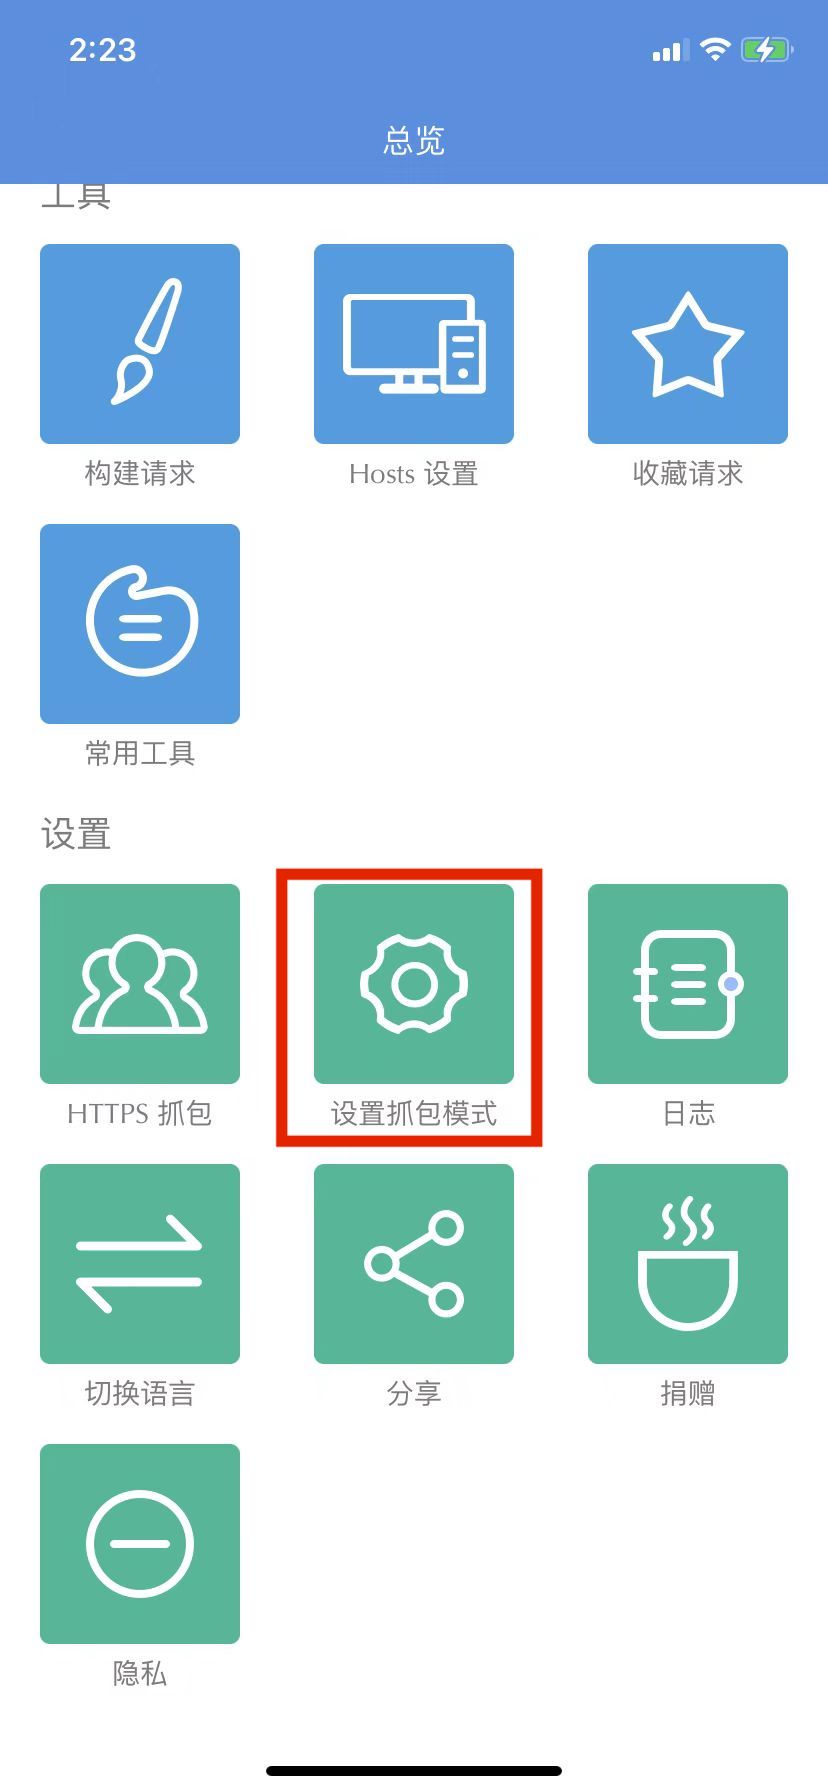 2:23
总览
工具
构建请求
Hosts 设置
收藏请求
常用工具
设置
HTTPS 抓包
设置抓包模式
日志
切换语言
分享
捐赠
隐私